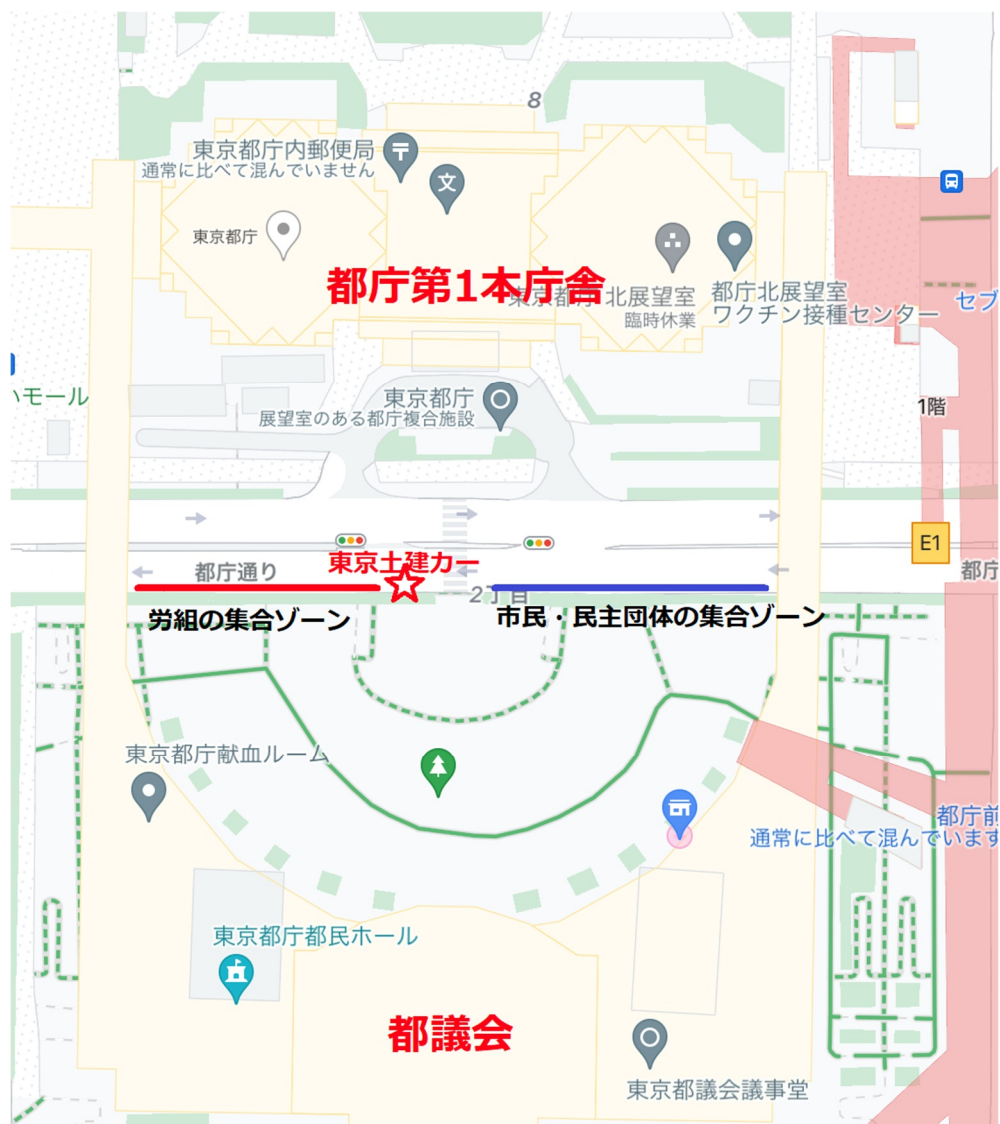 8
東京都庁内郵便局
通常に比べて混んでいません
文
東京都庁
都庁第1本庁舎
東京都庁 北展望室
臨時休業
都庁北展望室
ワクチン接種センター
セブ
いモール
東京都庁
展望室のある都庁複合施設
1階
E1
東京土建カー
都庁通り
都庁
2丁目
労組の集合ゾーン
市民・民主団体の集合ゾーン
東京都庁献血ルーム
都庁前
通常に比べて混んでいます
東京都庁都民ホール
都議会
東京都議会議事堂